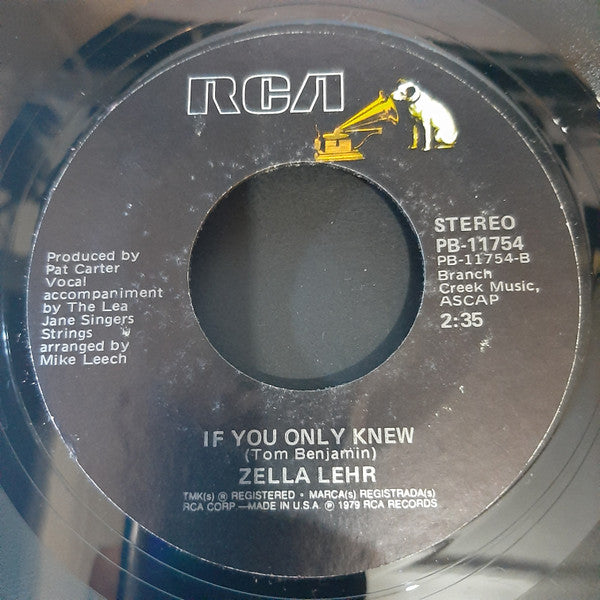 RCA
STEREO
PB-11754
PB-11754-B
Branch
Creek Music,
ASCAP
2:35
Produced by
Pat Carter
Vocal
accompaniment
by The Lea
Jane Singers
Strings
arranged by
Mike Leech
IF YOU ONLY KNEW
(Tom Benjamin)
ZELLA LEHR
TMK(s) ® REGISTERED • MARCA(s) REGISTRADA(s)
RCA CORP—MADE IN U.S.A ℗ 1979 RCA RECORDS